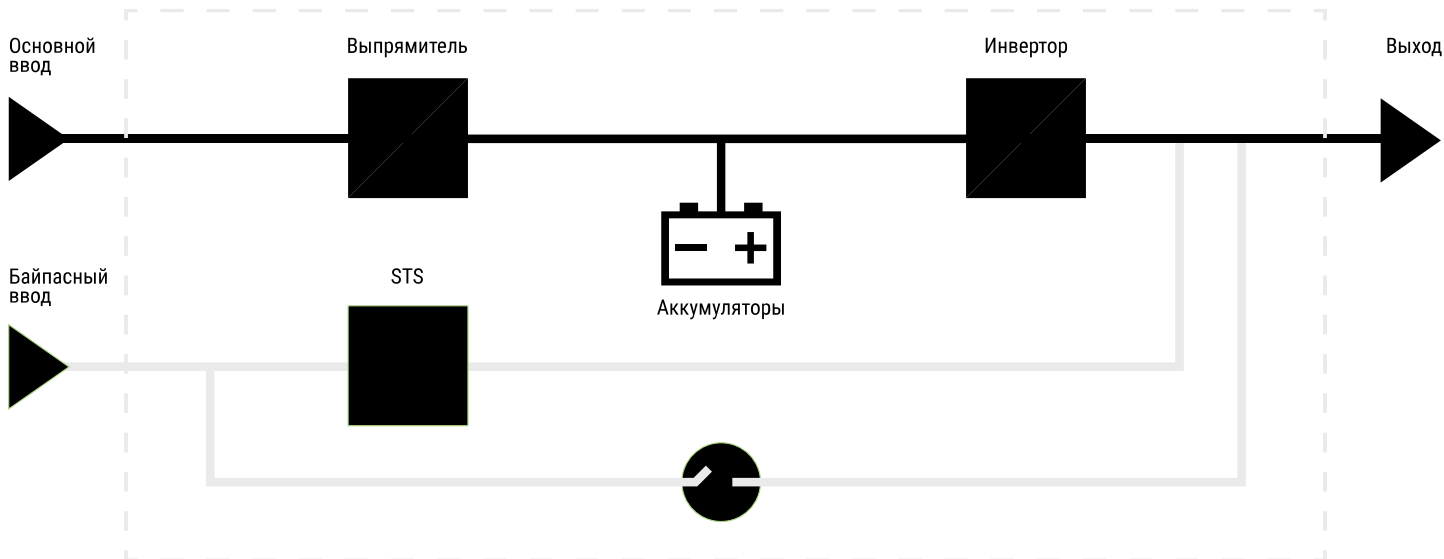 Основной
ввод
Выпрямитель
Инвертор
Выход
Байпасный
ввод
STS
Аккумуляторы